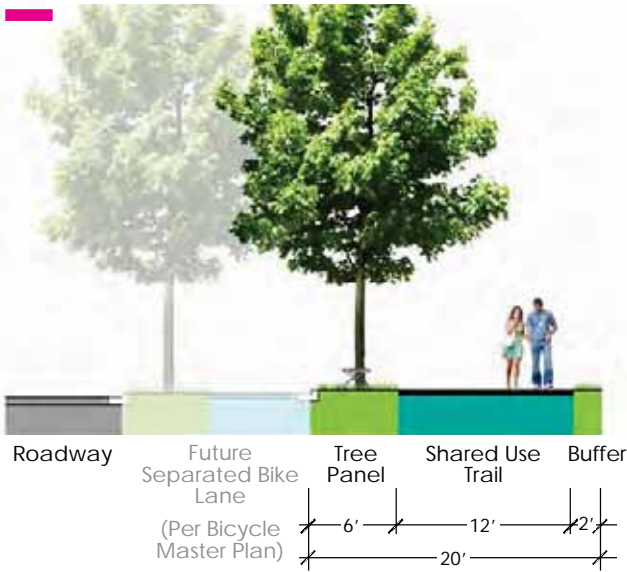 Roadway
Future
Separated Bike
Lane
(Per Bicycle
Master Plan)
Tree
Panel
Shared Use
Trail
Buffer
6'
12'
2'
20'